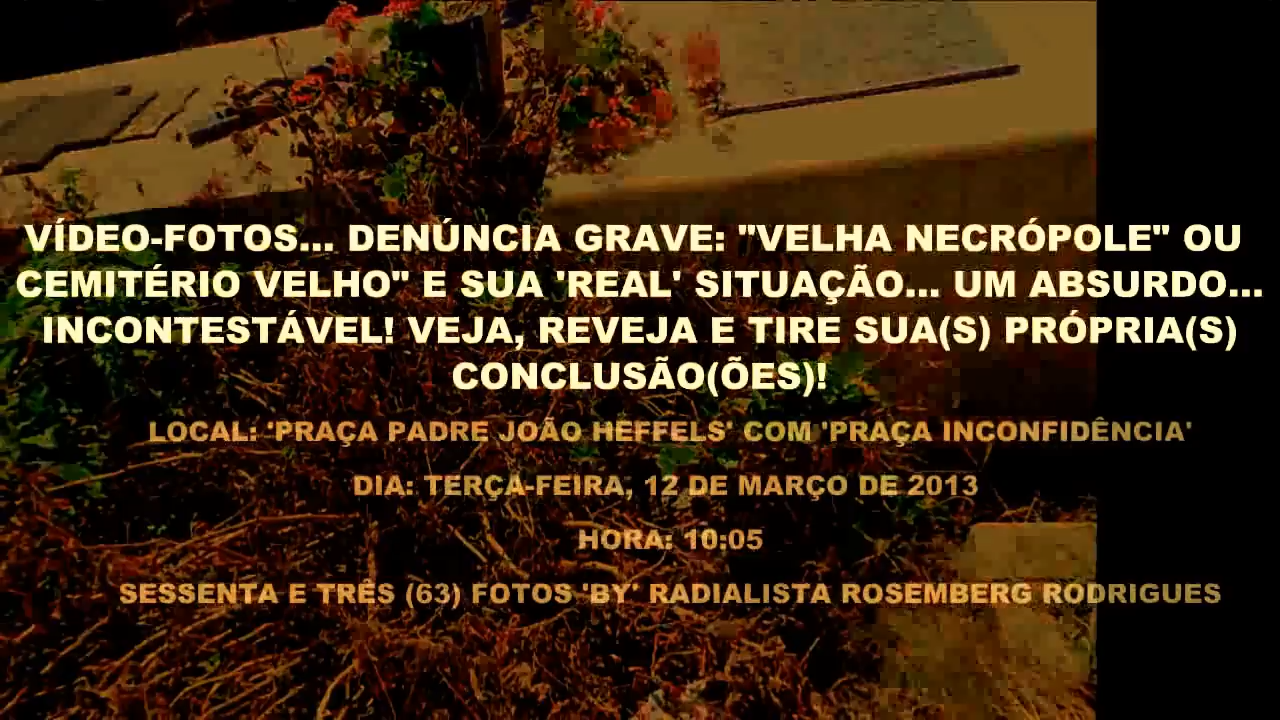 VÍDEO-FOTOS... DENÚNCIA GRAVE: "VELHA NECRÓPOLE" OU
CEMITÉRIO VELHO" E SUA 'REAL' SITUAÇÃO... UM ABSURDO...
INCONTESTÁVEL! VEJA, REVEJA E TIRE SUA(S) PRÓPRIA(S)
CONCLUSÃO(ÕES)!
LOCAL: 'PRAÇA PADRE JOÃO HEFFELS' COM 'PRAÇA INCONFIDÊNCIA'
DIA: TERÇA-FEIRA, 12 DE MARÇO DE 2013
HORA: 10:05
SESSENTA E TRÊS (63) FOTOS 'BY' RADIALISTA ROSEMBERG RODRIGUES